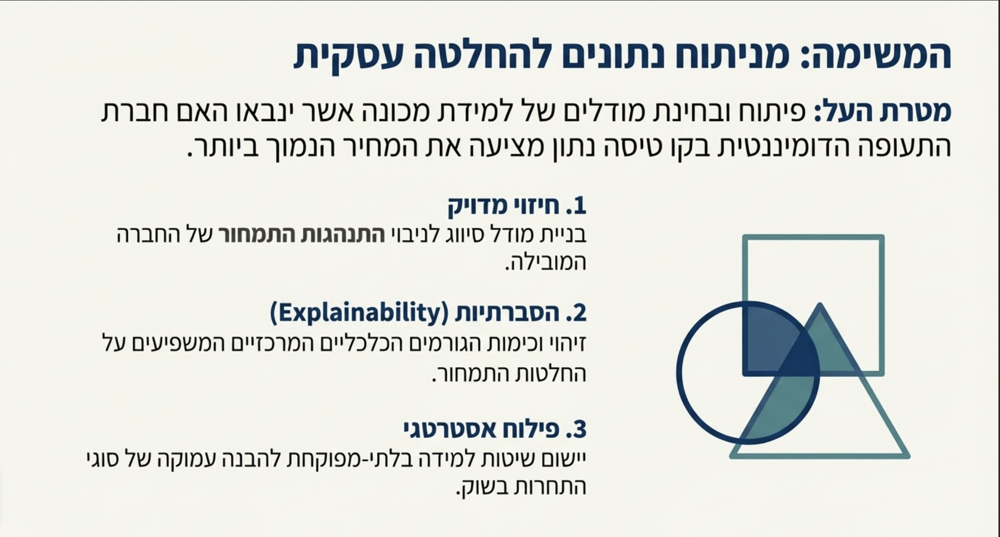 המשימה: מניתוח נתונים להחלטה עסקית
מטרת העל: פיתוח ובחינת מודלים של למידת מכונה אשר ינבאו האם חברת
התעופה הדומיננטית בקו טיסה נתון מציעה את המחיר הנמוך ביותר.
1. חיזוי מדויק
בניית מודל סיווג לניבוי התנהגות התמחור של החברה
המובילה.
2. הסברתיות (Explainability)
זיהוי וכימות הגורמים הכלכליים המרכזיים המשפיעים על
החלטות התמחור.
3. פילוח אסטרטגי
יישום שיטות למידה בלתי-מפוקחת להבנה עמוקה של סוגי
התחרות בשוק.